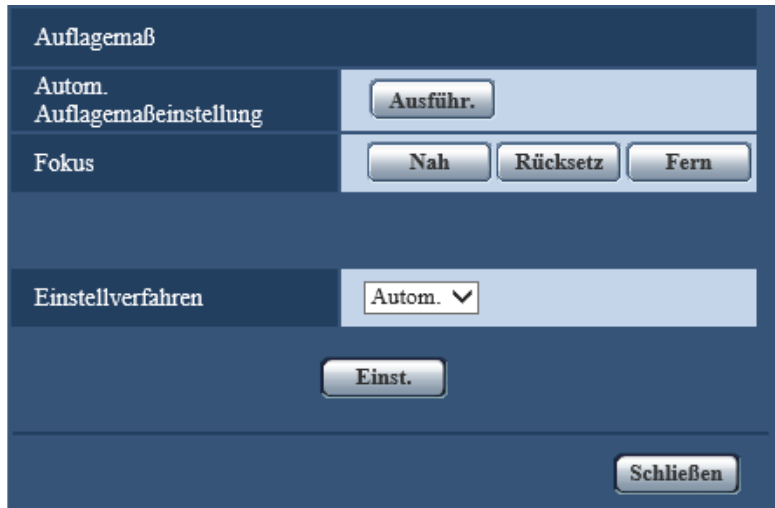 Auflagemaß
Autom.
Auflagemaßeinstellung
Ausführ.
Fokus
Nah Rücksetz Fern
Einstellverfahren
Autom.
Einst.
Schließen